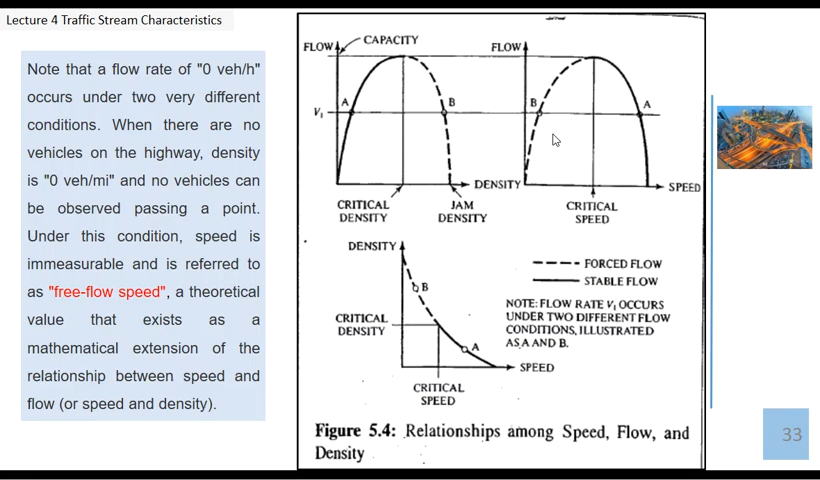 Lecture 4 Traffic Stream Characteristics
Note that a flow rate of "0 veh/h"
occurs under two very different
conditions. When there are no
vehicles on the highway, density
is "0 veh/mi" and no vehicles can
be observed passing a point.
Under this condition, speed is
immeasurable and is referred to
as "free-flow speed", a theoretical
value that exists as a
mathematical extension of the
relationship between speed and
flow (or speed and density).
FLOW
CAPACITY
A
B
V₁
DENSITY
CRITICAL
DENSITY
JAM
DENSITY
FLOW
B
A
SPEED
CRITICAL
SPEED
DENSITY
B
CRITICAL
DENSITY
A
SPEED
CRITICAL
SPEED
FORCED FLOW
STABLE FLOW
NOTE: FLOW RATE V₁ OCCURS
UNDER TWO DIFFERENT FLOW
CONDITIONS, ILLUSTRATED
AS A AND B.
Figure 5.4: Relationships among Speed, Flow, and
Density
33